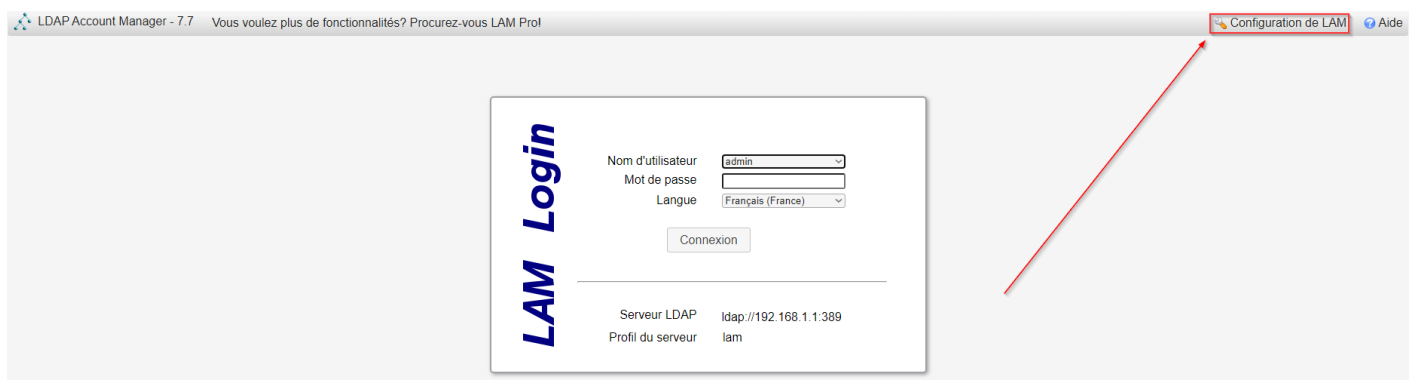 LDAP Account Manager - 7.7 Vous voulez plus de fonctionnalités? Procurez-vous LAM Pro! Configuration de LAM Aide
LAM Login
Nom d'utilisateur admin
Mot de passe
Langue Français (France)
Connexion
Serveur LDAP ldap://192.168.1.1:389
Profil du serveur lam